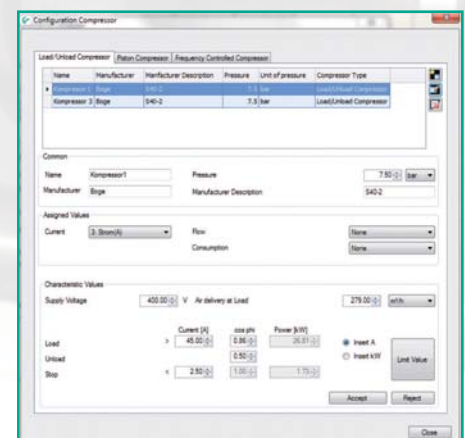 Configuration Compressor
Load/Unload Compressor Piston Compressor Frequency Controlled Compressor
Name Manufacturer Manfacturer Description Pressure Unit of pressure Compressor Type
Kompressor 1 Boge S40-2 7.5 bar Load/Unload Compressor
Kompressor 3 Boge S40-2 7.5 bar Load/Unload Compressor
Common
Name Kompressor1 Pressure 7.50 bar
Manufacturer Boge Manufacturer Description S40-2
Assigned Values
Current 3: Strom(A) Flow None
Consumption None
Characteristic Values
Supply Voltage 400.00 V Air delivery at Load 279.00 m³/h
Current [A] cos phi Power [kW]
Load > 45.00 0.86 26.81 Insert A
Unload 0.50 Insert kW Limit Value
Stop < 2.50 1.00 1.73
Accept Reject
Close